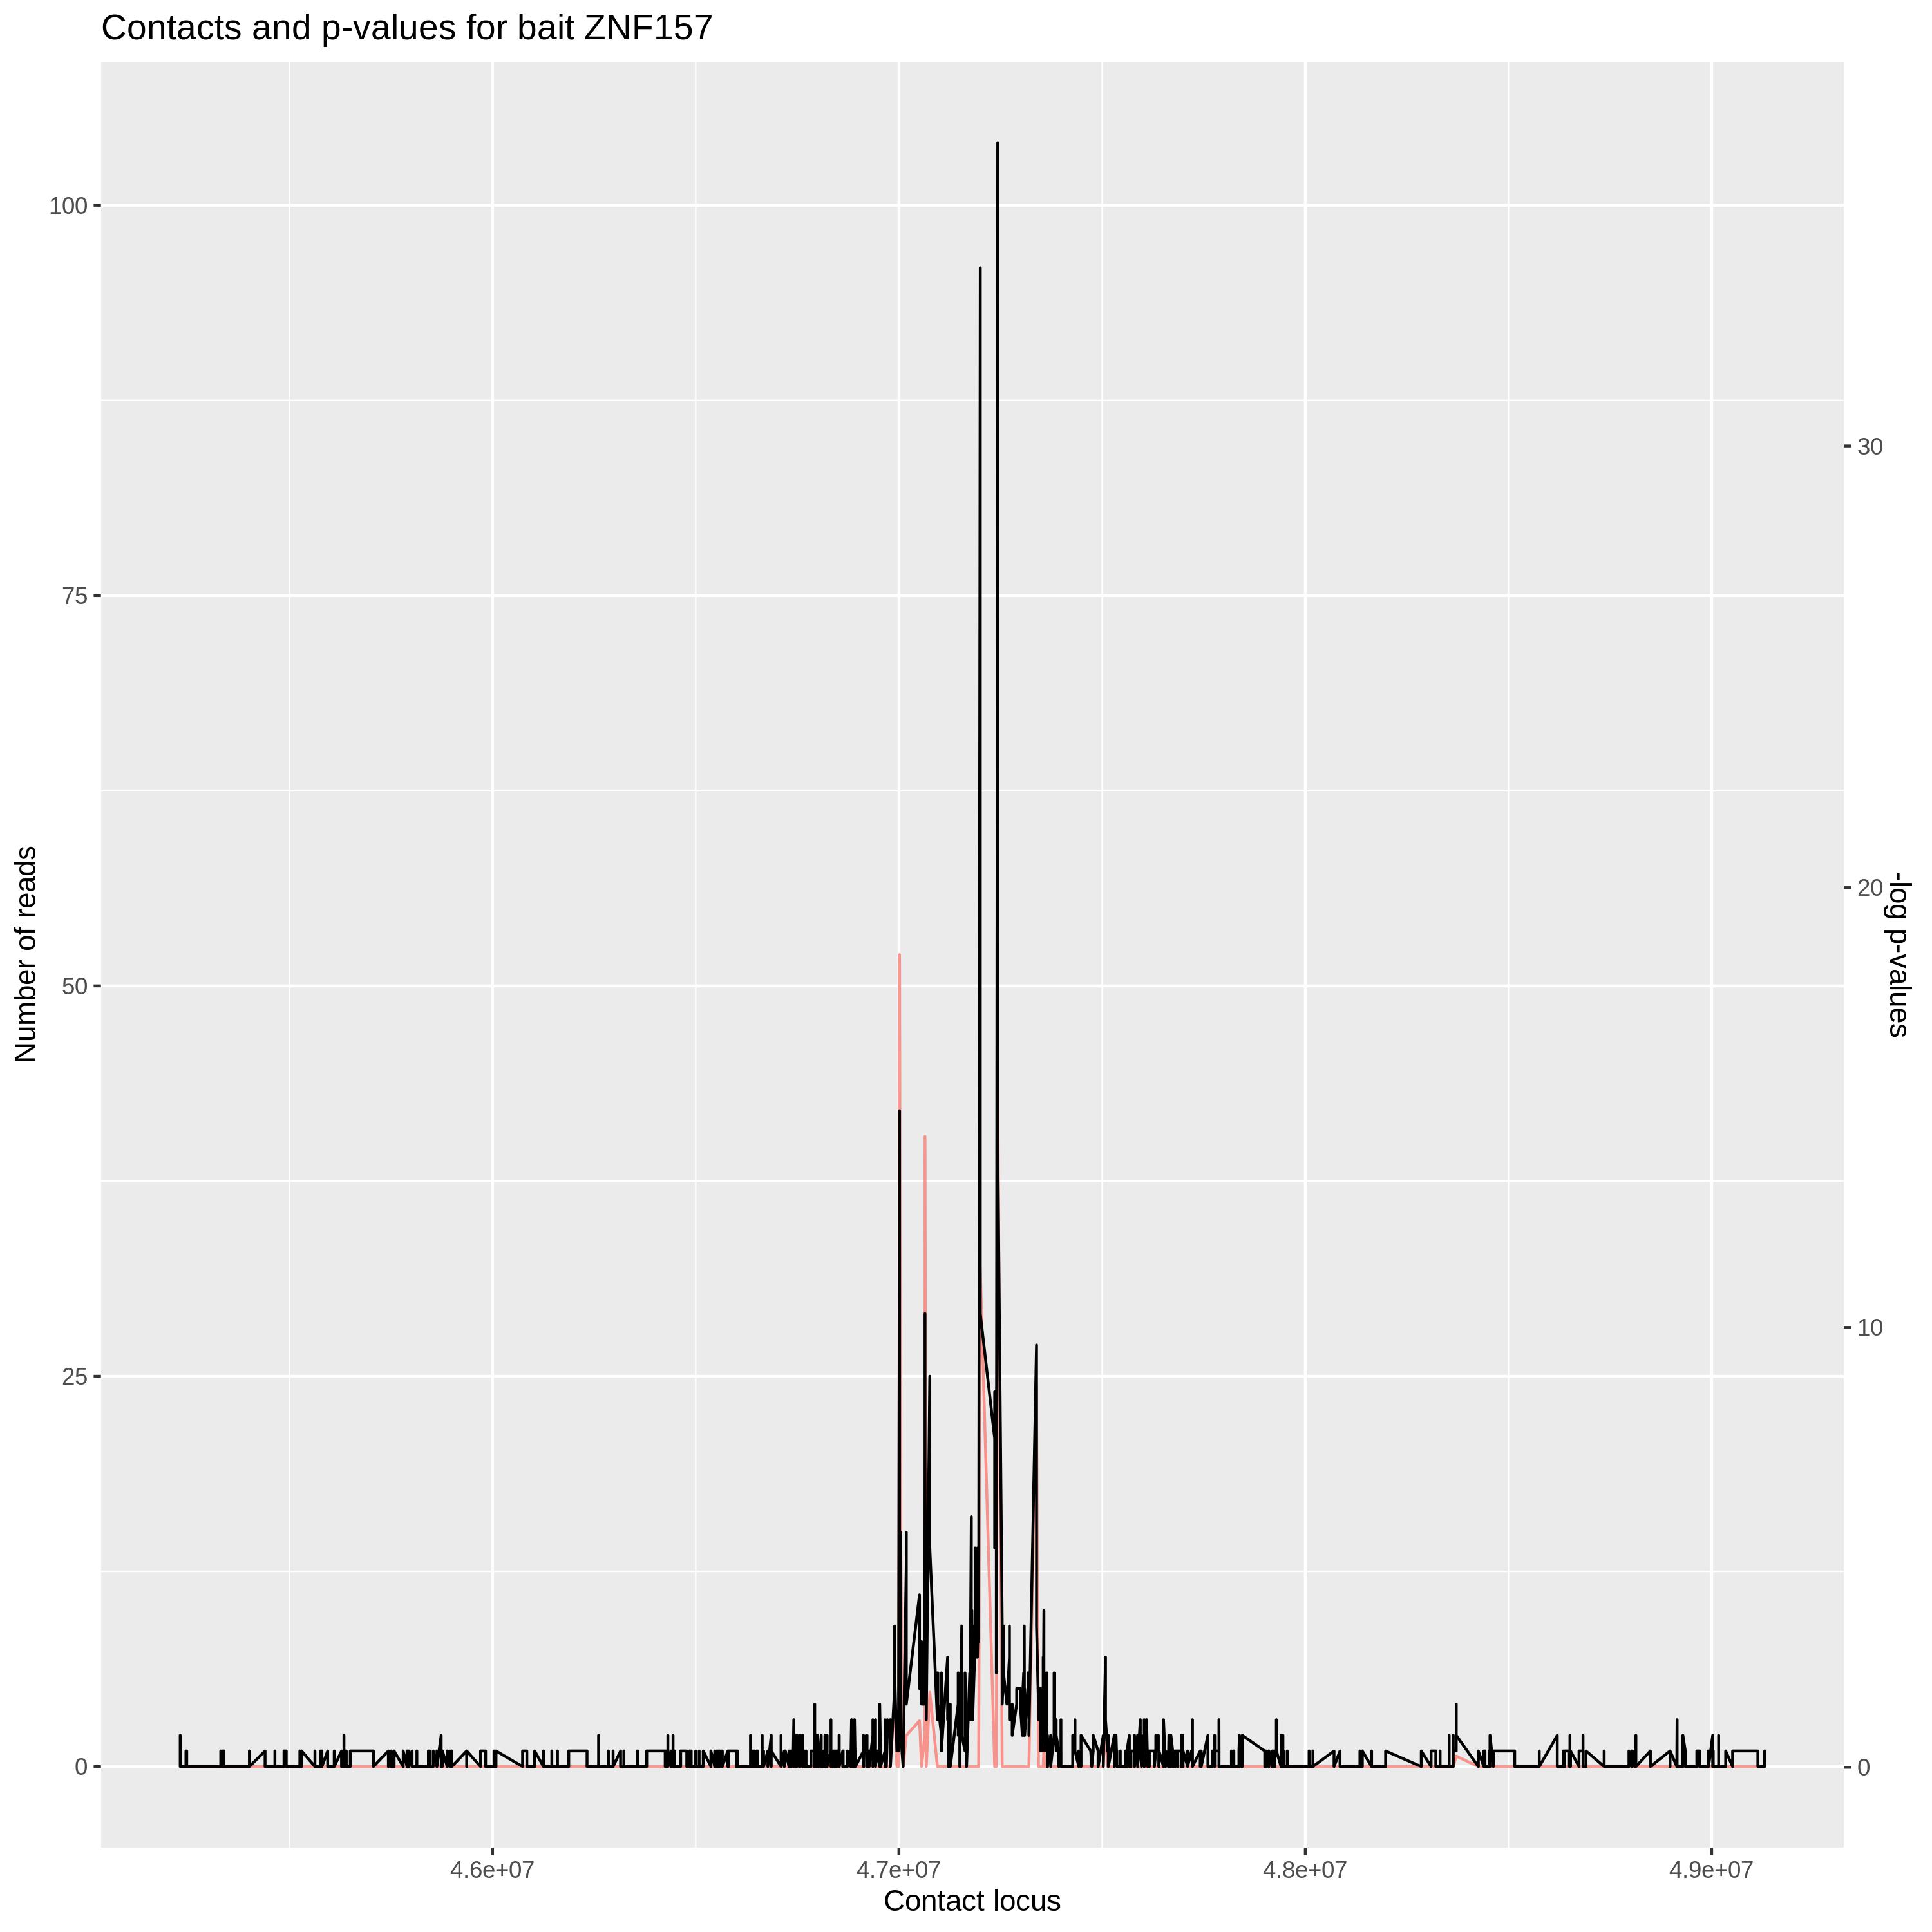 Contacts and p-values for bait ZNF157
100
75
50
25
0
Number of reads
30
20
10
0
-log p-values
4.6e+07 4.7e+07 4.8e+07 4.9e+07
Contact locus